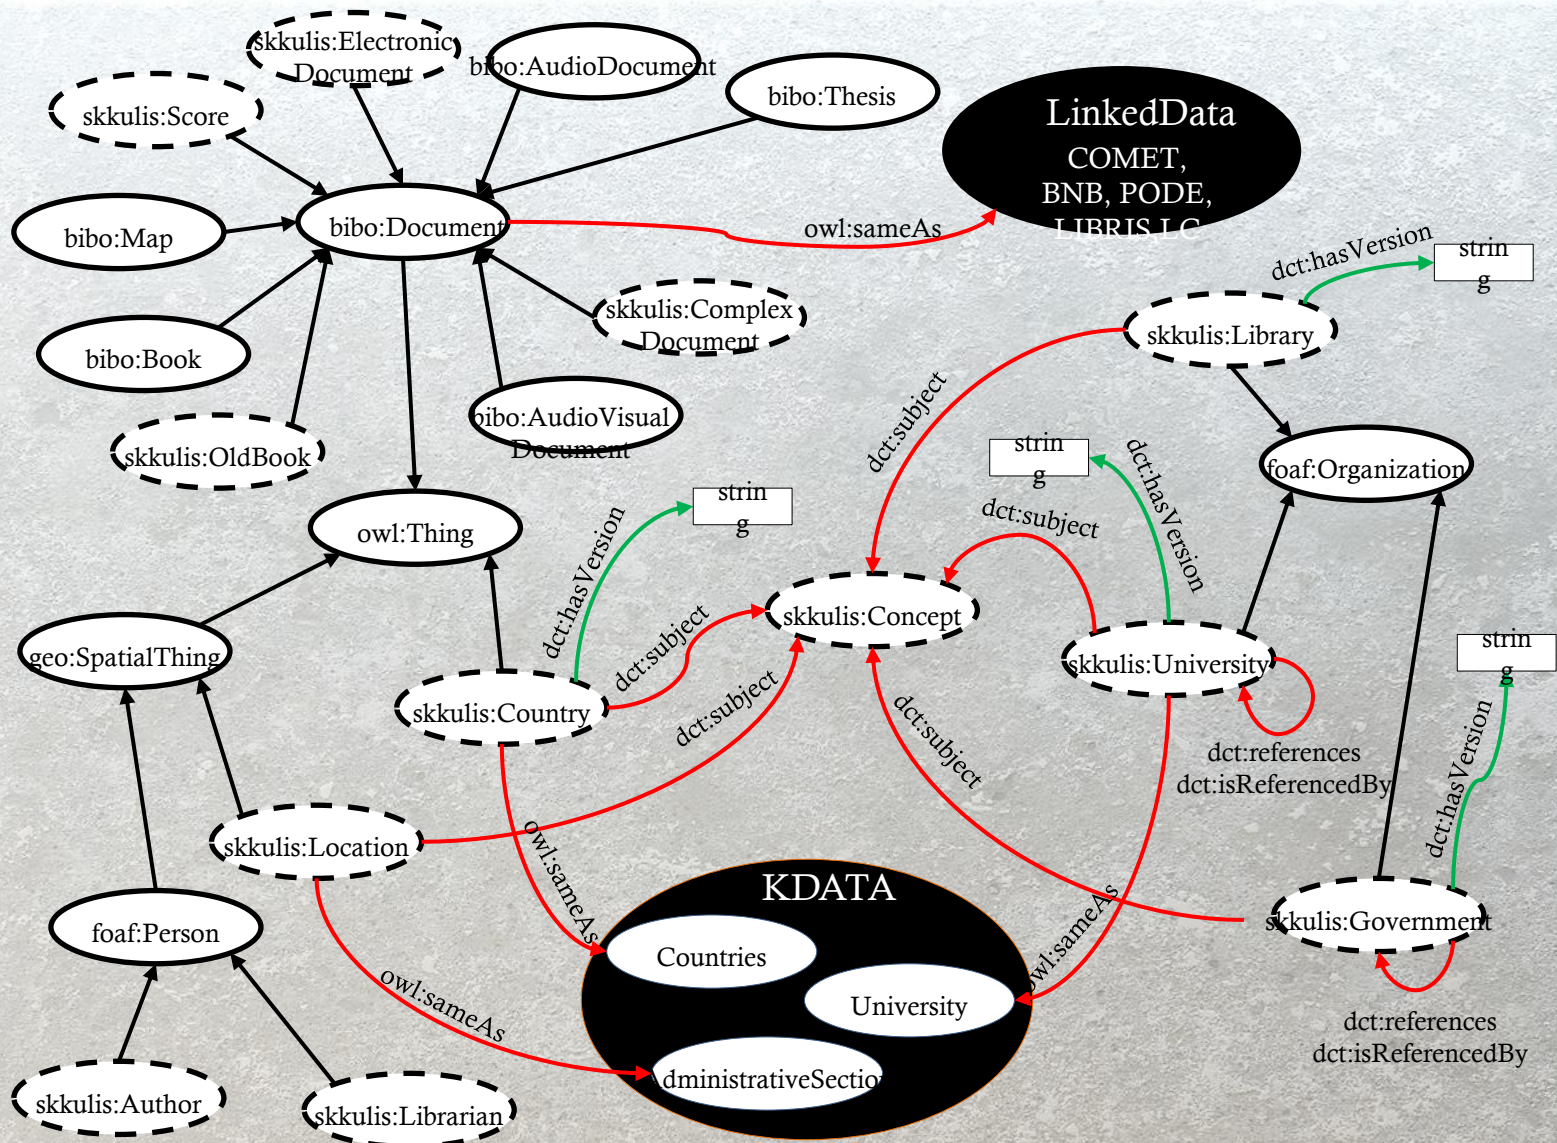 skkulis:Electronic
Document
bibo:AudioDocument
bibo:Thesis
skkulis:Score
LinkedData
COMET,
BNB, PODE,
LIBRIS,LC
bibo:Map
bibo:Document
owl:sameAs
dct:hasVersion
strin
g
skkulis:Complex
Document
skkulis:Library
bibo:Book
dct:subject
bibo:AudioVisual
Document
skkulis:OldBook
strin
g
dct:hasVersion
foaf:Organization
strin
g
dct:subject
owl:Thing
dct:hasVersion
skkulis:Concept
dct:subject
geo:SpatialThing
skkulis:University
strin
g
skkulis:Country
dct:subject
dct:subject
dct:references
dct:isReferencedBy
dct:hasVersion
skkulis:Location
owl:sameAs
KDATA
owl:sameAs
foaf:Person
skkulis:Government
Countries
University
owl:sameAs
dct:references
dct:isReferencedBy
dministrativeSectio
skkulis:Author
skkulis:Librarian